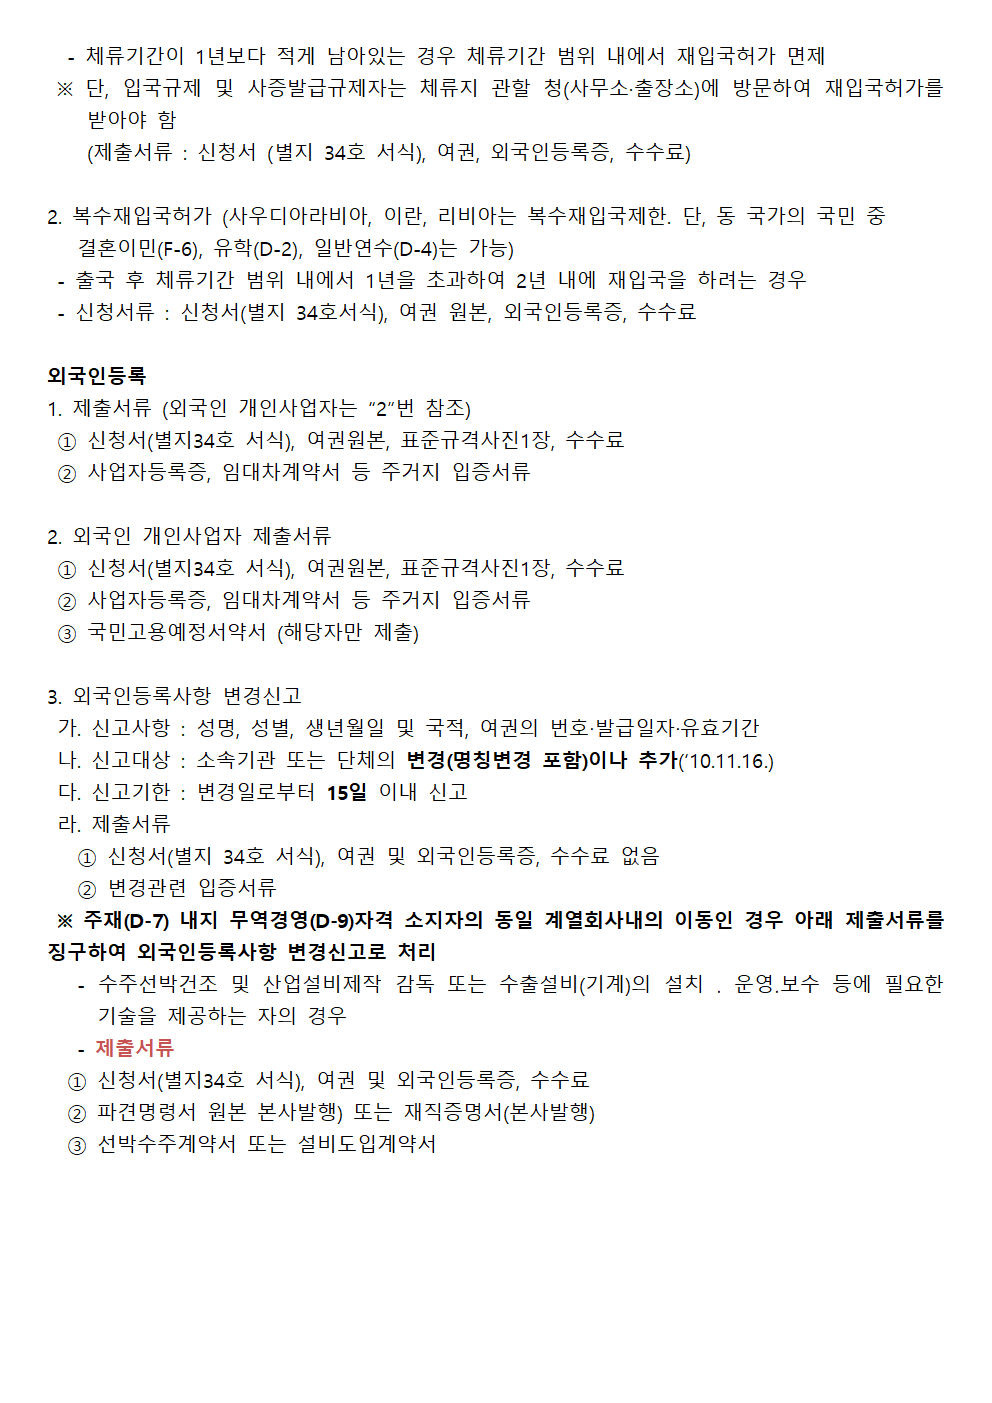 - 체류기간이 1년보다 적게 남아있는 경우 체류기간 범위 내에서 재입국허가 면제
※ 단, 입국규제 및 사증발급규제자는 체류지 관할 청(사무소·출장소)에 방문하여 재입국허가를
받아야 함
(제출서류 : 신청서 (별지 34호 서식), 여권, 외국인등록증, 수수료)
2. 복수재입국허가 (사우디아라비아, 이란, 리비아는 복수재입국제한. 단, 동 국가의 국민 중
결혼이민(F-6), 유학(D-2), 일반연수(D-4)는 가능)
- 출국 후 체류기간 범위 내에서 1년을 초과하여 2년 내에 재입국을 하려는 경우
- 신청서류 : 신청서(별지 34호서식), 여권 원본, 외국인등록증, 수수료
외국인등록
1. 제출서류 (외국인 개인사업자는 “2”번 참조)
① 신청서(별지34호 서식), 여권원본, 표준규격사진1장, 수수료
② 사업자등록증, 임대차계약서 등 주거지 입증서류
2. 외국인 개인사업자 제출서류
① 신청서(별지34호 서식), 여권원본, 표준규격사진1장, 수수료
② 사업자등록증, 임대차계약서 등 주거지 입증서류
③ 국민고용예정서약서 (해당자만 제출)
3. 외국인등록사항 변경신고
가. 신고사항 : 성명, 성별, 생년월일 및 국적, 여권의 번호·발급일자·유효기간
나. 신고대상 : 소속기관 또는 단체의 변경(명칭변경 포함)이나 추가(‘10.11.16.)
다. 신고기한 : 변경일로부터 15일 이내 신고
라. 제출서류
① 신청서(별지 34호 서식), 여권 및 외국인등록증, 수수료 없음
② 변경관련 입증서류
※ 주재(D-7) 내지 무역경영(D-9)자격 소지자의 동일 계열회사내의 이동인 경우 아래 제출서류를
징구하여 외국인등록사항 변경신고로 처리
- 수주선박건조 및 산업설비제작 감독 또는 수출설비(기계)의 설치 . 운영.보수 등에 필요한
기술을 제공하는 자의 경우
- 제출서류
① 신청서(별지34호 서식), 여권 및 외국인등록증, 수수료
② 파견명령서 원본 본사발행) 또는 재직증명서(본사발행)
③ 선박수주계약서 또는 설비도입계약서